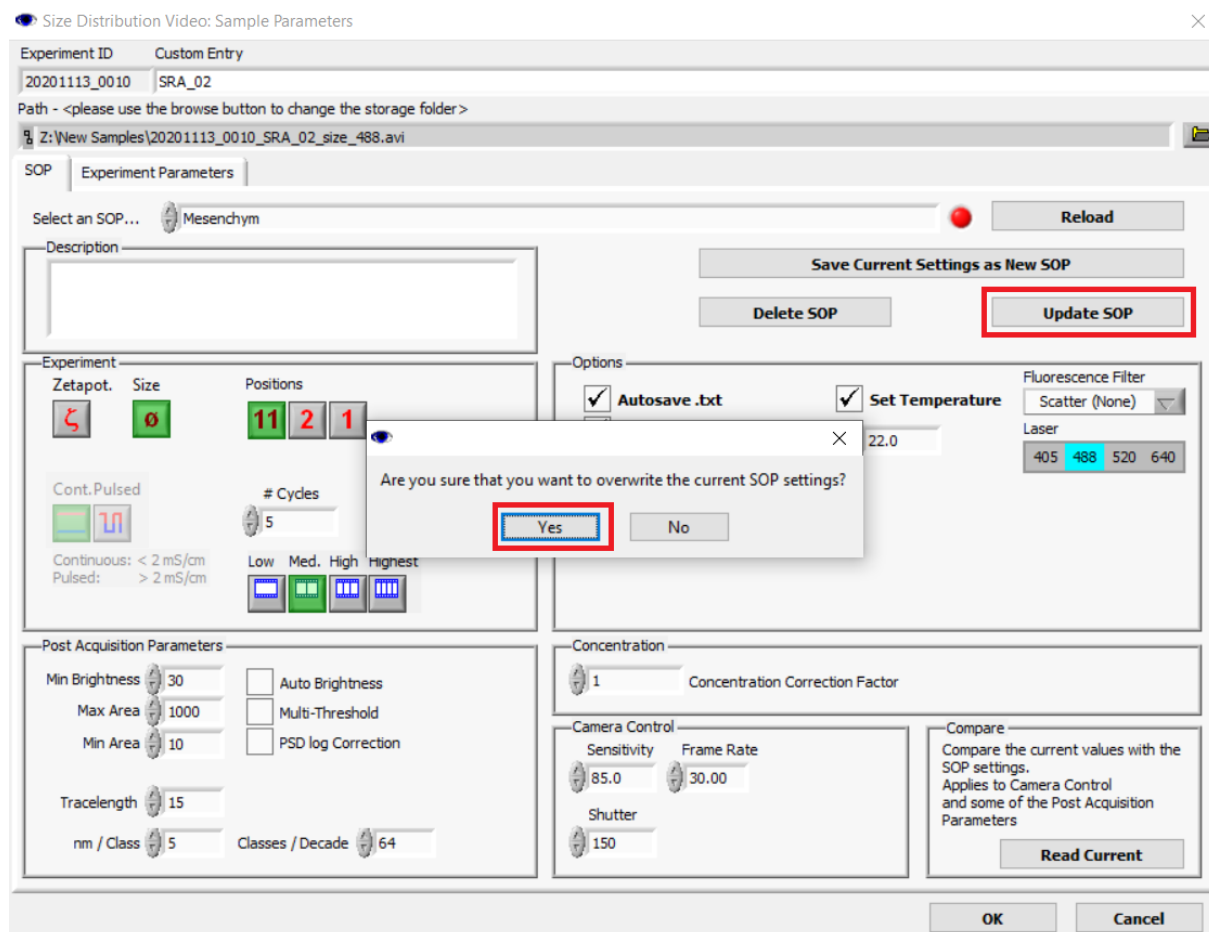 Size Distribution Video: Sample Parameters
Experiment ID Custom Entry
20201113_0010 SRA_02
Path - <please use the browse button to change the storage folder>
Z:\New Samples\20201113_0010_SRA_02_size_488.avi
SOP Experiment Parameters
Select an SOP... Mesenchym Reload
Description
Save Current Settings as New SOP
Delete SOP Update SOP
Experiment
Zetapot. Size Positions
ζ ø 11 2 1
Cont. Pulsed
# Cycles
5
Continuous: < 2 mS/cm
Pulsed: > 2 mS/cm
Low Med. High Highest
Options
Autosave .txt Set Temperature
22.0
Fluorescence Filter
Scatter (None)
Laser
405 488 520 640
Are you sure that you want to overwrite the current SOP settings?
Yes No
Post Acquisition Parameters
Min Brightness 30 Auto Brightness
Max Area 1000 Multi-Threshold
Min Area 10 PSD log Correction
Tracelength 15
nm / Class 5 Classes / Decade 64
Concentration
1 Concentration Correction Factor
Camera Control
Sensitivity Frame Rate
85.0 30.00
Shutter
150
Compare
Compare the current values with the
SOP settings.
Applies to Camera Control
and some of the Post Acquisition
Parameters
Read Current
OK Cancel